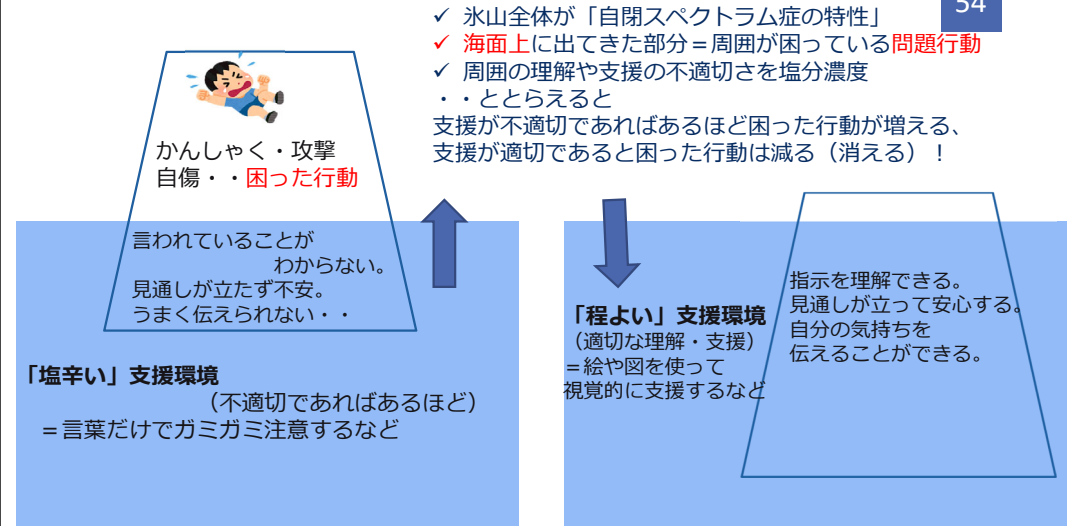 54
✓ 氷山全体が「自閉スペクトラム症の特性」
✓ 海面上に出てきた部分＝周囲が困っている問題行動
✓ 周囲の理解や支援の不適切さを塩分濃度
・・ととらえると
支援が不適切であればあるほど困った行動が増える、
支援が適切であると困った行動は減る（消える）！
かんしゃく・攻撃
自傷・・困った行動
言われていることが
わからない。
見通しが立たず不安。
うまく伝えられない・・
「塩辛い」支援環境
（不適切であればあるほど）
＝言葉だけでガミガミ注意するなど
「程よい」支援環境
（適切な理解・支援）
＝絵や図を使って
視覚的に支援するなど
指示を理解できる。
見通しが立って安心する。
自分の気持ちを
伝えることができる。